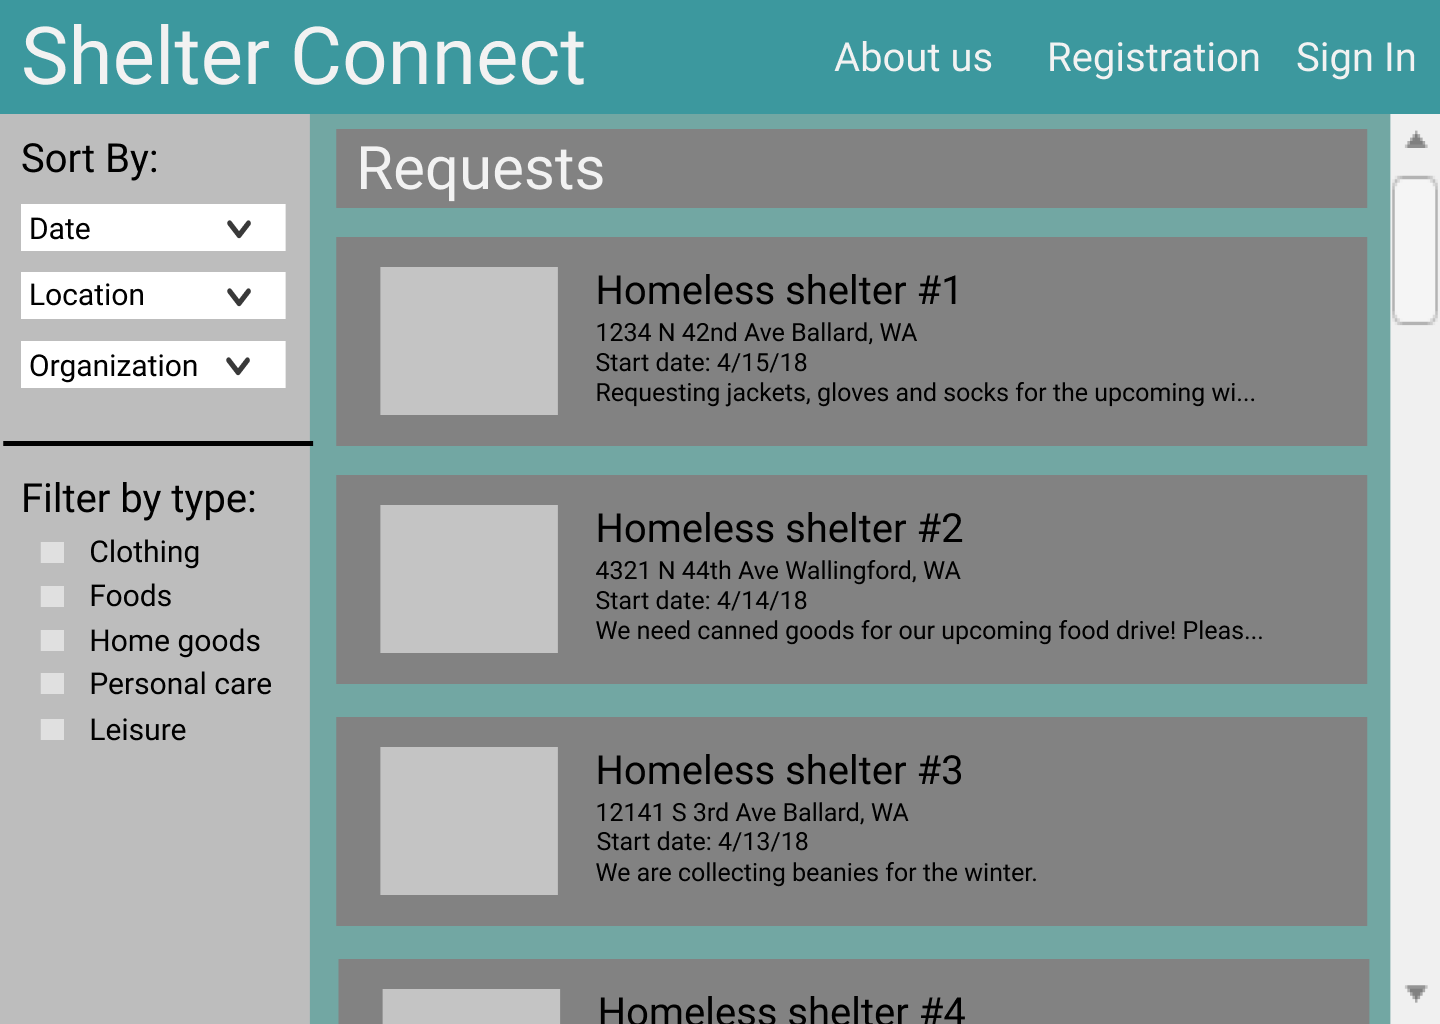 Shelter Connect
About us
Registration
Sign In
Sort By:
Date
Location
Organization
Filter by type:
Clothing
Foods
Home goods
Personal care
Leisure
Requests
Homeless shelter #1
1234 N 42nd Ave Ballard, WA
Start date: 4/15/18
Requesting jackets, gloves and socks for the upcoming wi...
Homeless shelter #2
4321 N 44th Ave Wallingford, WA
Start date: 4/14/18
We need canned goods for our upcoming food drive! Pleas...
Homeless shelter #3
12141 S 3rd Ave Ballard, WA
Start date: 4/13/18
We are collecting beanies for the winter.
Homeless shelter #4